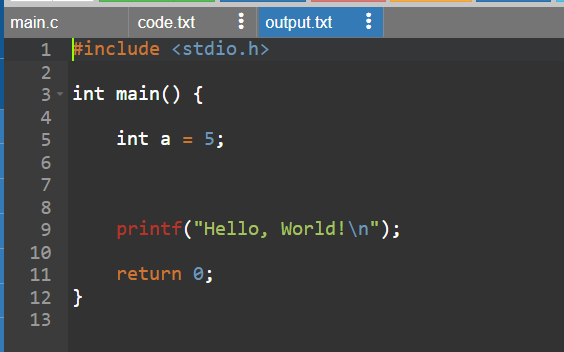 main.c code.txt output.txt
1 #include <stdio.h>
2
3 int main() {
4
5 int a = 5;
6
7
8
9 printf("Hello, World!\n");
10
11 return 0;
12 }
13